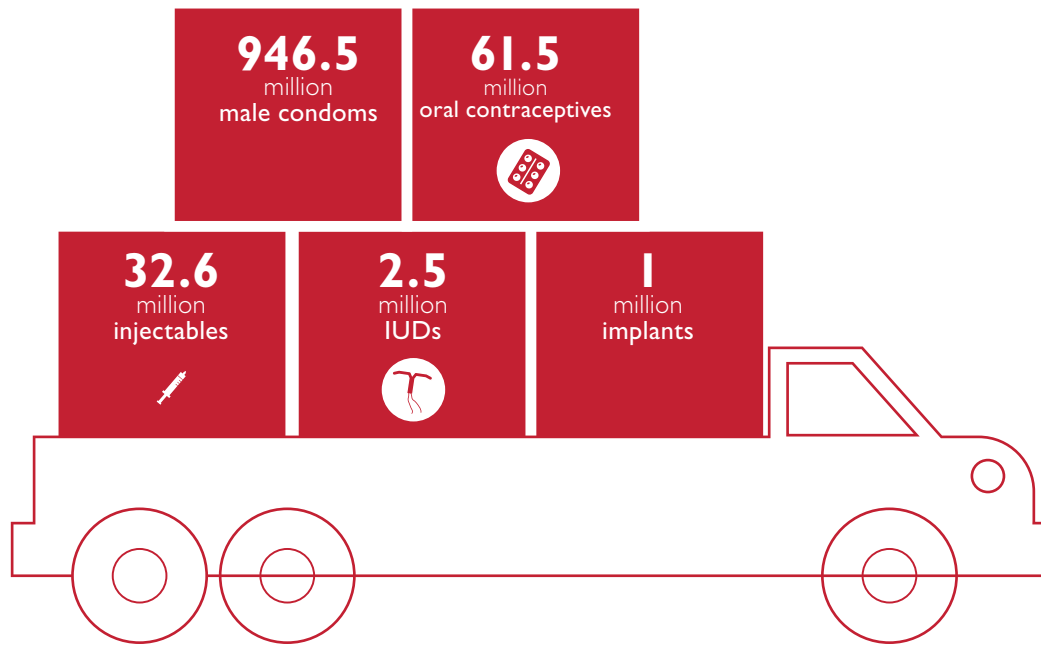 946.5
million
male condoms
61.5
million
oral contraceptives
32.6
million
injectables
2.5
million
IUDs
1
million
implants